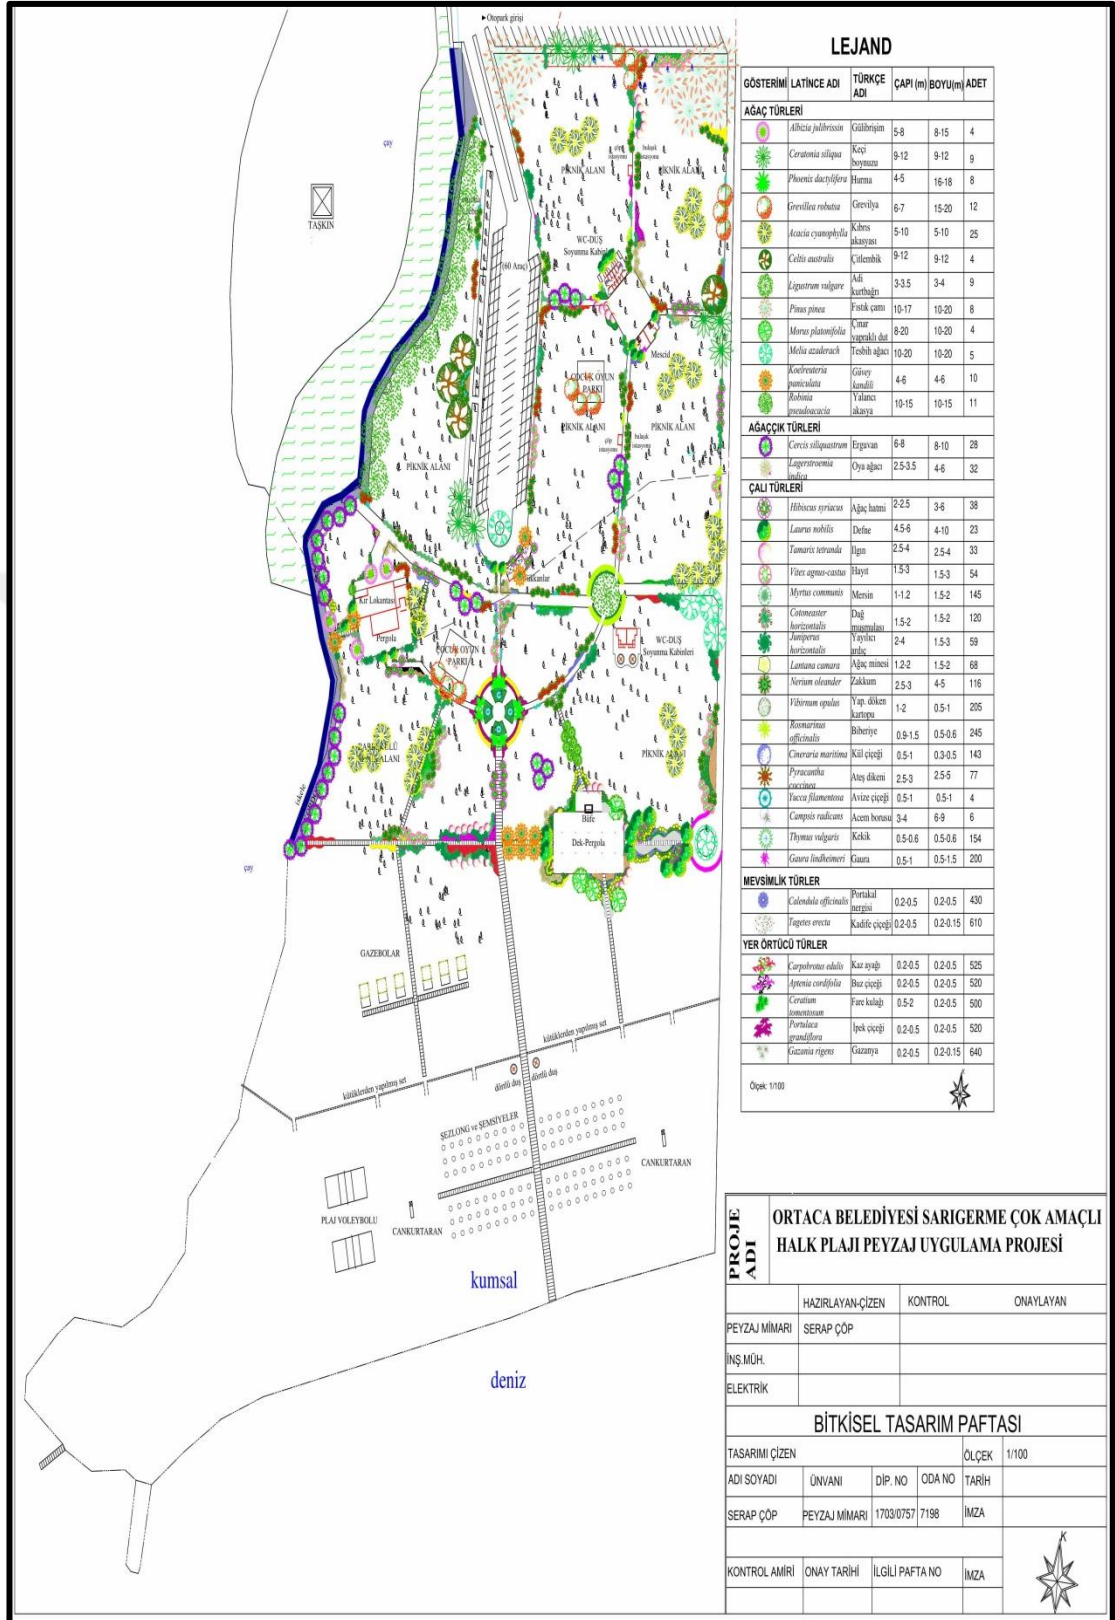 Otopark girişi
çay
TAŞKIN
çöp istasyonu
bulaşık istasyonu
PİKNİK ALANI
PİKNİK ALANI
WC-DUŞ
Soyunma Kabinleri
(60 Araç)
Mescid
ÇOCUK OYUN
PARKI
PİKNİK ALANI
PİKNİK ALANI
çöp istasyonu
bulaşık istasyonu
PİKNİK ALANI
Kır Lokantası
Pergola
ÇOCUK OYUN
PARKI
WC-DUŞ
Soyunma Kabinleri
PİKNİK ALANI
iskele
Büfe
Dek-Pergola
çay
GAZEBOLAR
kütüklerden yapılmış set
kütüklerden yapılmış set
dörtlü duş
dörtlü duş
ŞEZLONG ve ŞEMSİYELER
CANKURTARAN
PLAJ VOLEYBOLU
CANKURTARAN
kumsal
deniz
LEJAND
GÖSTERİMİ LATİNCE ADI TÜRKÇE ADI ÇAPI (m) BOYU(m) ADET
AĞAÇ TÜRLERİ
Albizia julibrissin Gülibrişim 5-8 8-15 4
Ceratonia siliqua Keçi boynuzu 9-12 9-12 9
Phoenix dactylifera Hurma 4-5 16-18 8
Grevillea robutsa Grevilya 6-7 15-20 12
Acacia cyanophylla Kıbrıs akasyası 5-10 5-10 25
Celtis australis Çitlembik 9-12 9-12 4
Ligustrum vulgare Adi kurtbağrı 3-3.5 3-4 9
Pinus pinea Fıstık çamı 10-17 10-20 8
Morus platonifolia Çınar yapraklı dut 8-20 10-20 4
Melia azaderach Tesbih ağacı 10-20 10-20 5
Koelreuteria paniculata Güvey kandili 4-6 4-6 10
Robinia pseudoacacia Yalancı akasya 10-15 10-15 11
AĞAÇÇIK TÜRLERİ
Cercis siliquastrum Erguvan 6-8 8-10 28
Lagerstroemia indica Oya ağacı 2.5-3.5 4-6 32
ÇALI TÜRLERİ
Hibiscus syriacus Ağaç hatmi 2-2.5 3-6 38
Laurus nobilis Defne 4.5-6 4-10 23
Tamarix tetranda Ilgın 2.5-4 2.5-4 33
Vitex agnus-castus Hayıt 1.5-3 1.5-3 54
Myrtus communis Mersin 1-1.2 1.5-2 145
Cotoneaster horizontalis Dağ muşmulası 1.5-2 1.5-2 120
Juniperus horizontalis Yayılıcı ardıç 2-4 1.5-3 59
Lantana camara Ağaç minesi 1.2-2 1.5-2 68
Nerium oleander Zakkum 2.5-3 4-5 116
Vibirnum opulus Yap. döken kartopu 1-2 0.5-1 205
Rosmarinus officinalis Biberiye 0.9-1.5 0.5-0.6 245
Cineraria maritima Kül çiçeği 0.5-1 0.3-0.5 143
Pyracantha coccinea Ateş dikeni 2.5-3 2.5-5 77
Yucca filamentosa Avize çiçeği 0.5-1 0.5-1 4
Campsis radicans Acem borusu 3-4 6-9 6
Thymus vulgaris Kekik 0.5-0.6 0.5-0.6 154
Gaura lindheimeri Gaura 0.5-1 0.5-1.5 200
MEVSİMLİK TÜRLER
Calendula officinalis Portakal nergisi 0.2-0.5 0.2-0.5 430
Tagetes erecta Kadife çiçeği 0.2-0.5 0.2-0.15 610
YER ÖRTÜCÜ TÜRLER
Carpobrotus edulis Kaz ayağı 0.2-0.5 0.2-0.5 525
Aptenia cordifolia Buz çiçeği 0.2-0.5 0.2-0.5 520
Ceratium tomentosum Fare kulağı 0.5-2 0.2-0.5 500
Portulaca grandiflora İpek çiçeği 0.2-0.5 0.2-0.5 520
Gazania rigens Gazanya 0.2-0.5 0.2-0.15 640
Ölçek: 1/100
PROJE ADI
ORTACA BELEDİYESİ SARIGERME ÇOK AMAÇLI
HALK PLAJI PEYZAJ UYGULAMA PROJESİ
HAZIRLAYAN-ÇİZEN KONTROL ONAYLAYAN
PEYZAJ MİMARI SERAP ÇÖP
İNŞ.MÜH.
ELEKTRİK
BİTKİSEL TASARIM PAFTASI
TASARIMI ÇİZEN ÖLÇEK 1/100
ADI SOYADI ÜNVANI DİP. NO ODA NO TARİH
SERAP ÇÖP PEYZAJ MİMARI 1703/0757 7198 İMZA
K
KONTROL AMİRİ ONAY TARİHİ İLGİLİ PAFTA NO İMZA